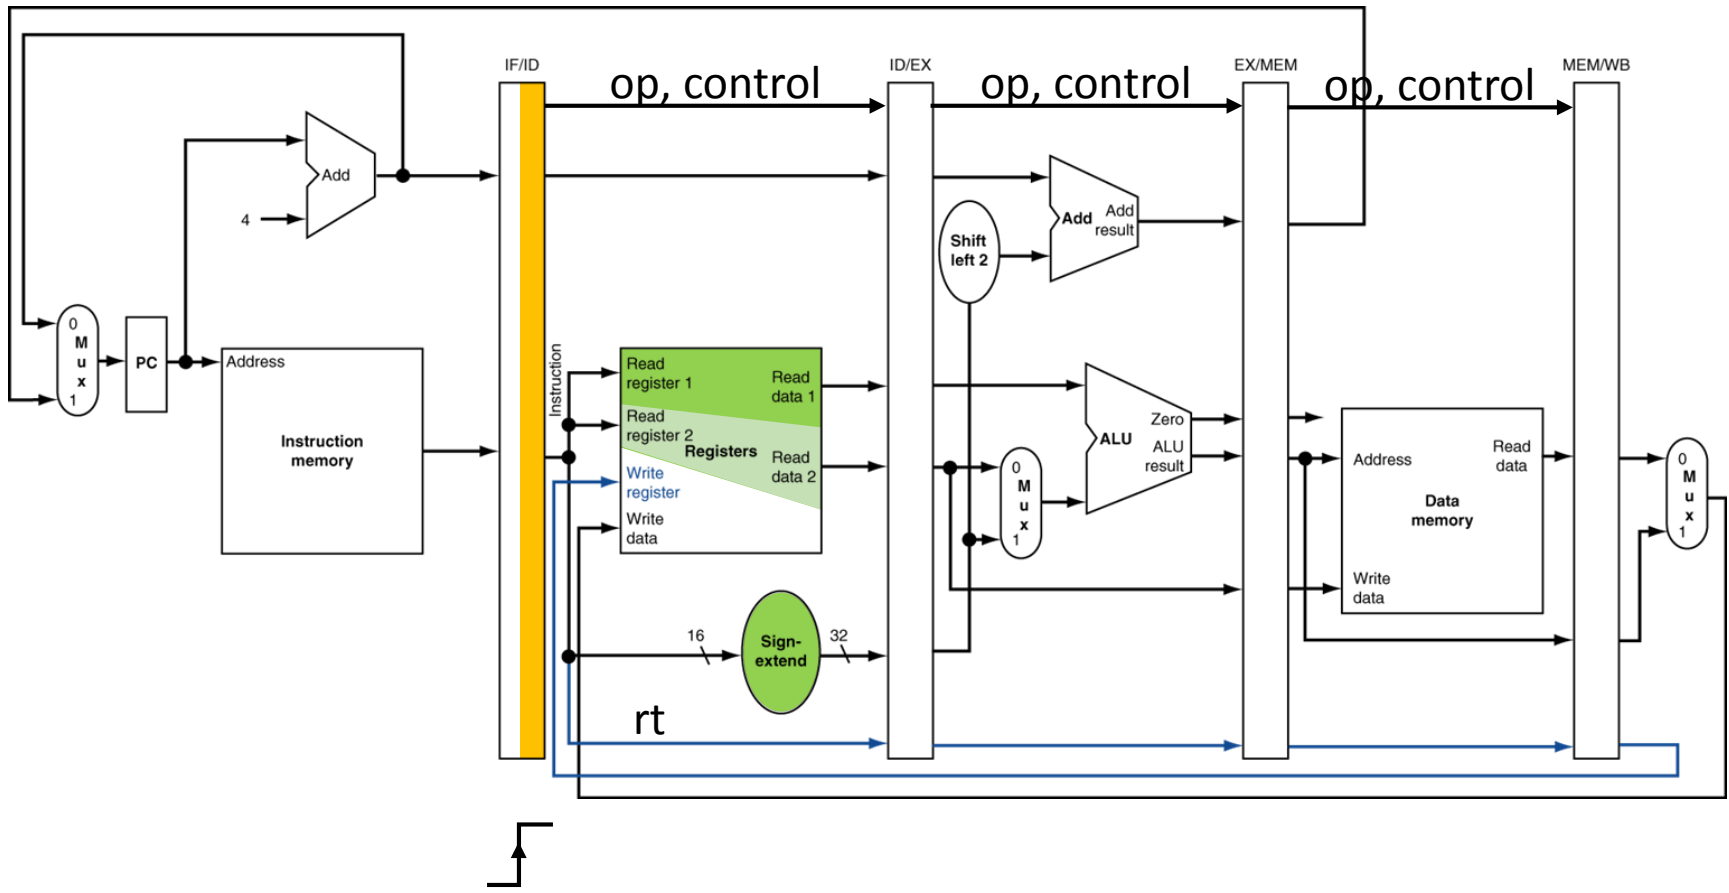 IF/ID
ID/EX
EX/MEM
MEM/WB
op, control
op, control
op, control
Add
4
Add
Add
result
Shift
left 2
0
M
u
x
1
PC
Address
Instruction
memory
Instruction
Read
register 1
Read
data 1
Read
register 2
Registers
Read
data 2
Write
register
Write
data
0
M
u
x
1
Zero
ALU
ALU
result
Address
Read
data
Data
memory
Write
data
0
M
u
x
1
16
Sign-
extend
32
rt